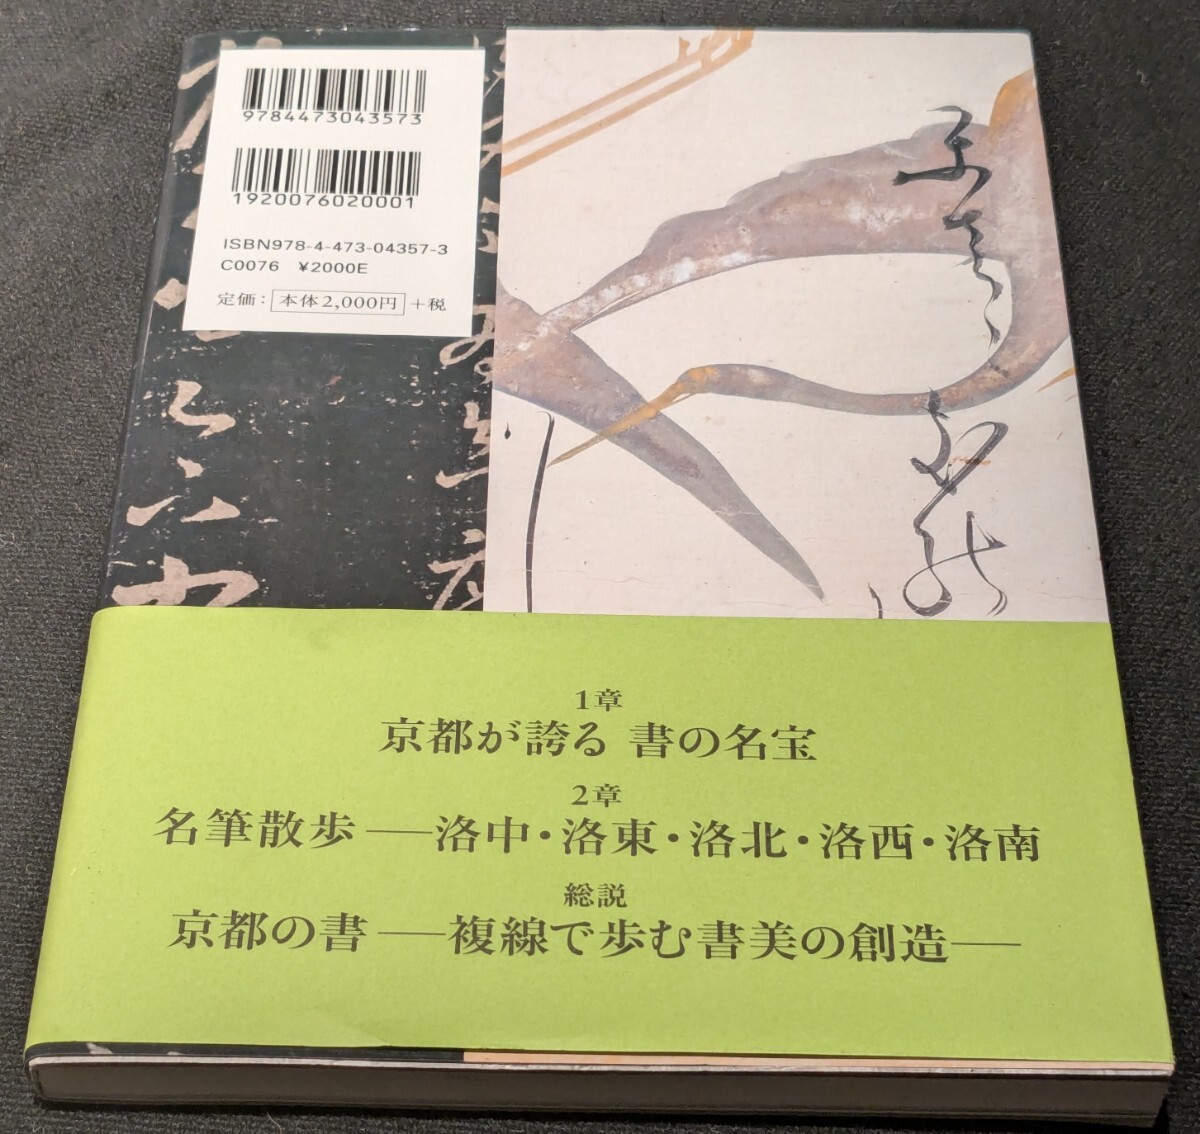 9784473043573
1920076020001
ISBN978-4-473-04357-3
C0076 ¥2000E
定価：本体2,000円+税
1章
京都が誇る 書の名宝
2章
名筆散歩――洛中・洛東・洛北・洛西・洛南
総説
京都の書――複線で歩む書美の創造――